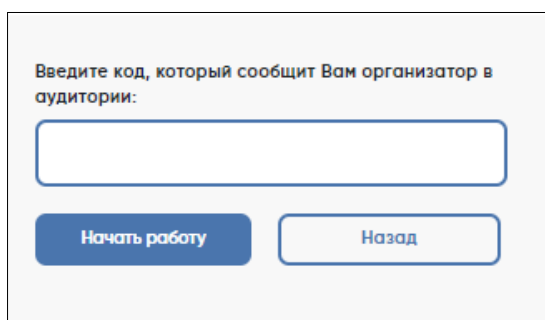 Введите код, который сообщит Вам организатор в
аудитории:
Начать работу
Назад